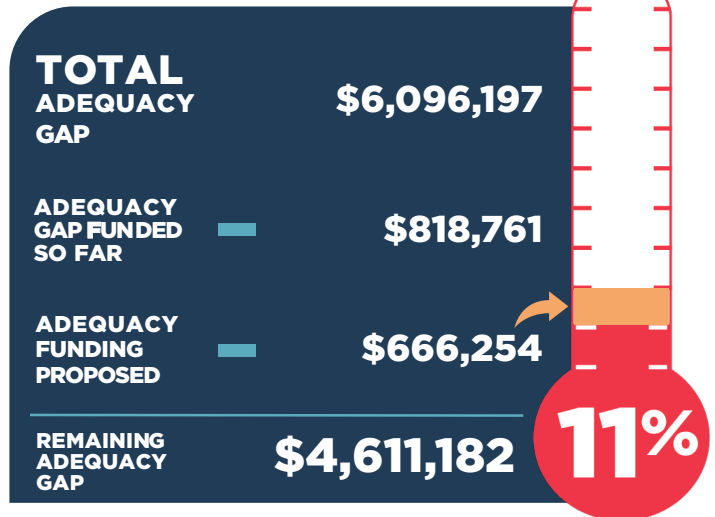 TOTAL
ADEQUACY
GAP
$6,096,197
ADEQUACY
GAP FUNDED
SO FAR
$818,761
ADEQUACY
FUNDING
PROPOSED
$666,254
REMAINING
ADEQUACY
GAP
$4,611,182
11%